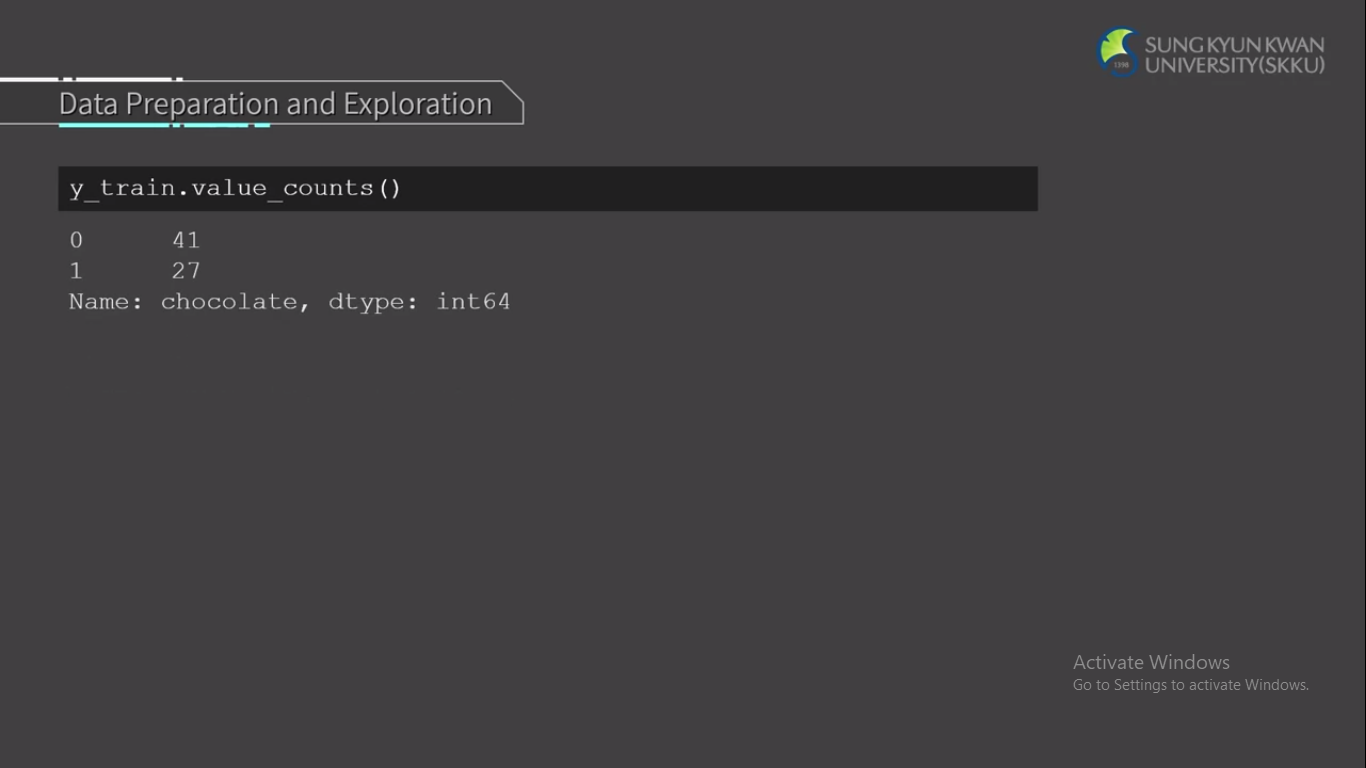 SUNG KYUN KWAN
UNIVERSITY(SKKU)
1398
Data Preparation and Exploration
y_train.value_counts()
0 41
1 27
Name: chocolate, dtype: int64
Activate Windows
Go to Settings to activate Windows.